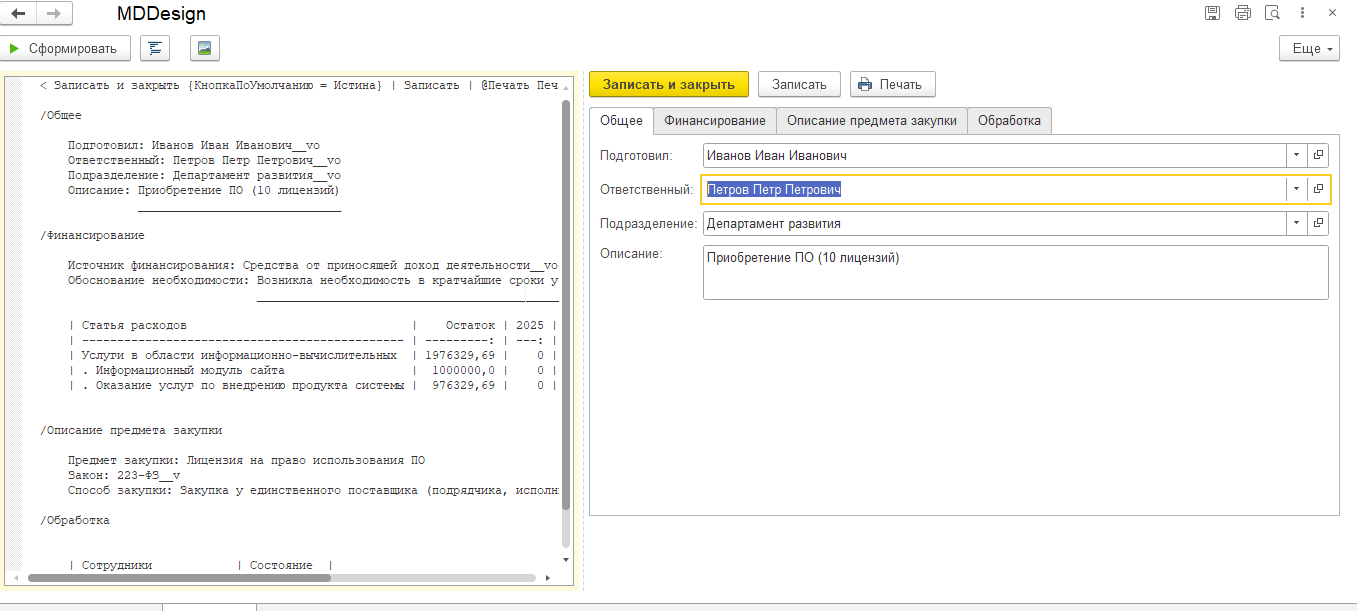 MDDesign
Сформировать
Еще
< Записать и закрыть {КнопкаПоУмолчанию = Истина} | Записать | @Печать Печ
/Общее
Подготовил: Иванов Иван Иванович__vo
Ответственный: Петров Петр Петрович__vo
Подразделение: Департамент развития__vo
Описание: Приобретение ПО (10 лицензий)
/Финансирование
Источник финансирования: Средства от приносящей доход деятельности__vo
Обоснование необходимости: Возникла необходимость в кратчайшие сроки у
| Статья расходов | Остаток | 2025 |
| ---------------------------------------------- | ---------: | ---: |
| Услуги в области информационно-вычислительных | 1976329,69 | 0 |
| . Информационный модуль сайта | 1000000,0 | 0 |
| . Оказание услуг по внедрению продукта системы | 976329,69 | 0 |
/Описание предмета закупки
Предмет закупки: Лицензия на право использования ПО
Закон: 223-ФЗ__v
Способ закупки: Закупка у единственного поставщика (подрядчика, исполн
/Обработка
| Сотрудники | Состояние |
Записать и закрыть
Записать
Печать
Общее
Финансирование
Описание предмета закупки
Обработка
Подготовил: Иванов Иван Иванович
Ответственный: Петров Петр Петрович
Подразделение: Департамент развития
Описание: Приобретение ПО (10 лицензий)